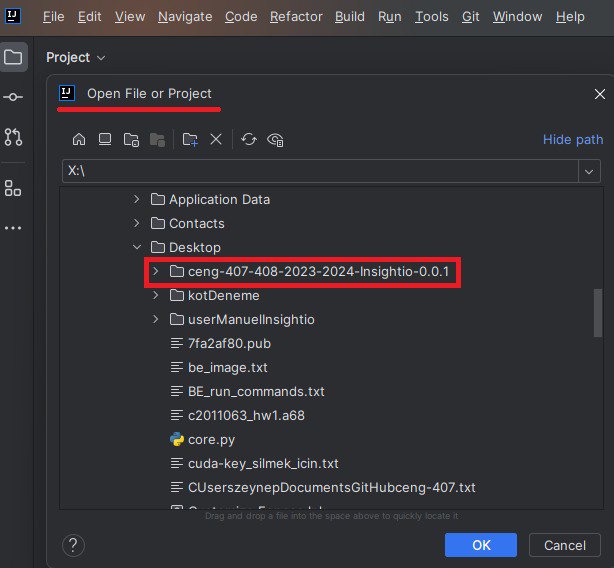 IJ File Edit View Navigate Code Refactor Build Run Tools Git Window Help
Project
IJ Open File or Project
Hide path
X:\
Application Data
Contacts
Desktop
ceng-407-408-2023-2024-Insightio-0.0.1
kotDeneme
userManuelInsightio
7fa2af80.pub
be_image.txt
BE_run_commands.txt
c2011063_hw1.a68
core.py
cuda-key_silmek_icin.txt
CUserszeynepDocumentsGitHubceng-407.txt
Drag and drop a file into the space above to quickly locate it
? OK Cancel